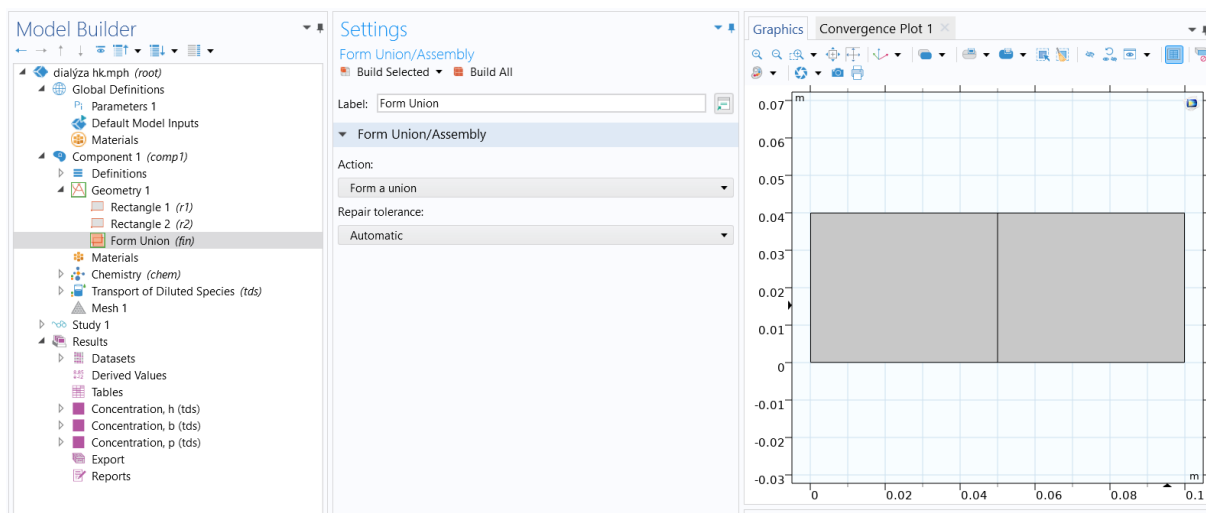 Model Builder
dialýza hk.mph (root)
Global Definitions
Pi Parameters 1
Default Model Inputs
Materials
Component 1 (comp1)
Definitions
Geometry 1
Rectangle 1 (r1)
Rectangle 2 (r2)
Form Union (fin)
Materials
Chemistry (chem)
Transport of Diluted Species (tds)
Mesh 1
Study 1
Results
Datasets
Derived Values
Tables
Concentration, h (tds)
Concentration, b (tds)
Concentration, p (tds)
Export
Reports
Settings
Form Union/Assembly
Build Selected Build All
Label: Form Union
Form Union/Assembly
Action:
Form a union
Repair tolerance:
Automatic
Graphics Convergence Plot 1
m
0.07
0.06
0.05
0.04
0.03
0.02
0.01
0
-0.01
-0.02
-0.03
m
0 0.02 0.04 0.06 0.08 0.1